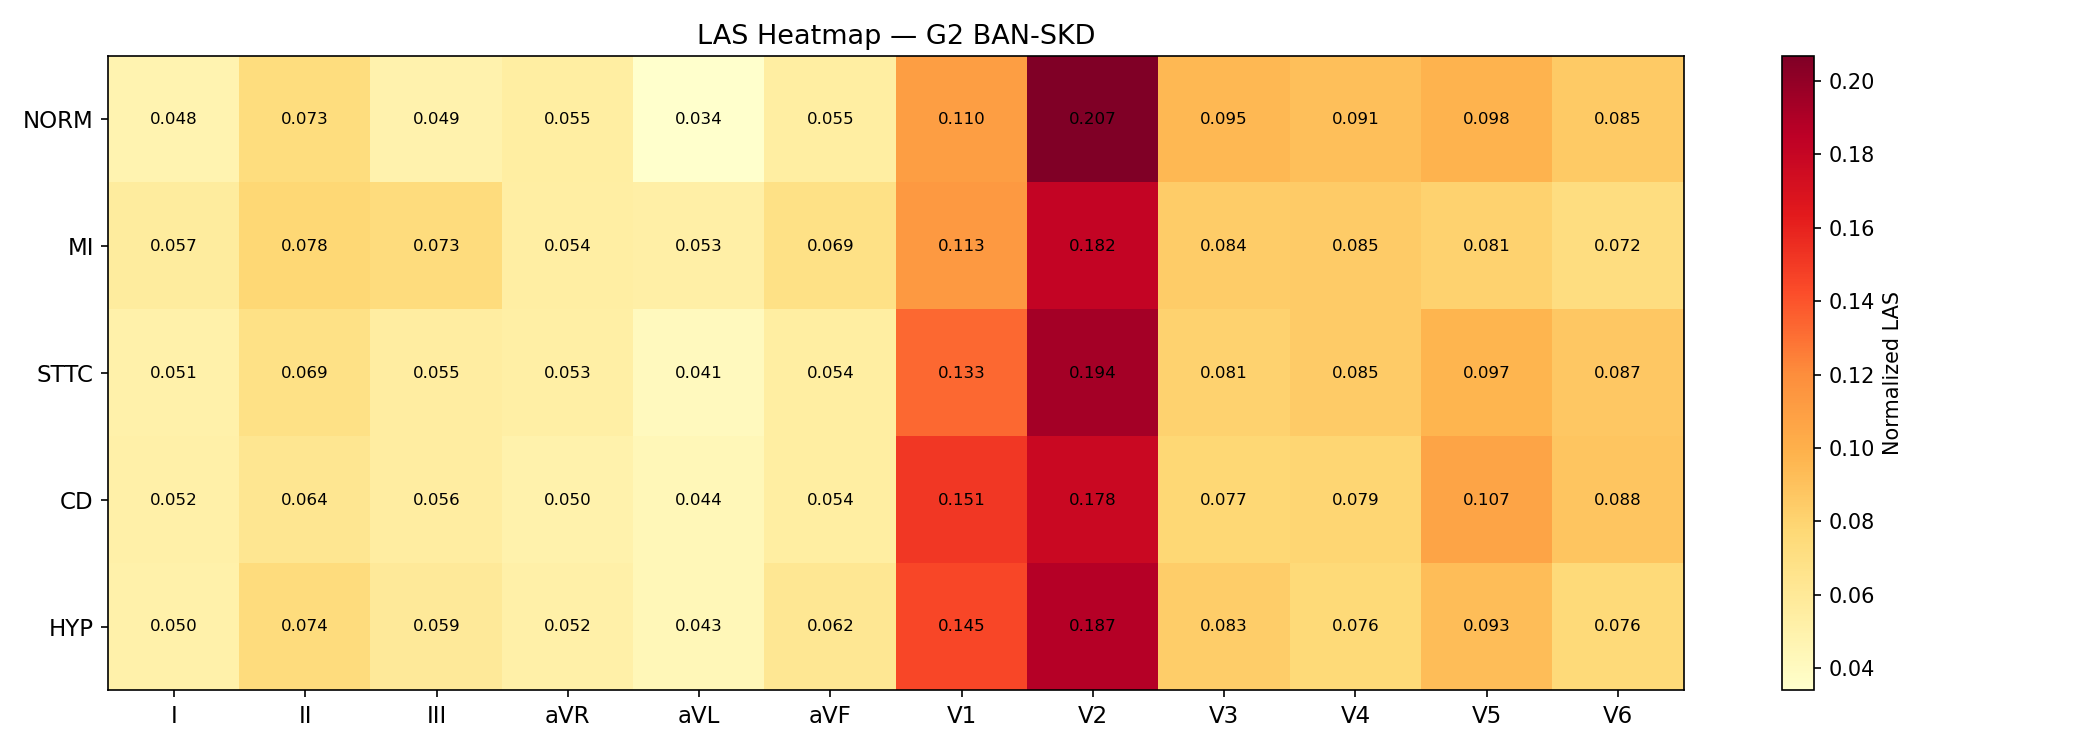 LAS Heatmap — G2 BAN-SKD
NORM 0.048 0.073 0.049 0.055 0.034 0.055 0.110 0.207 0.095 0.091 0.098 0.085
MI 0.057 0.078 0.073 0.054 0.053 0.069 0.113 0.182 0.084 0.085 0.081 0.072
STTC 0.051 0.069 0.055 0.053 0.041 0.054 0.133 0.194 0.081 0.085 0.097 0.087
CD 0.052 0.064 0.056 0.050 0.044 0.054 0.151 0.178 0.077 0.079 0.107 0.088
HYP 0.050 0.074 0.059 0.052 0.043 0.062 0.145 0.187 0.083 0.076 0.093 0.076
I II III aVR aVL aVF V1 V2 V3 V4 V5 V6
0.20
0.18
0.16
0.14
0.12
0.10
0.08
0.06
0.04
Normalized LAS